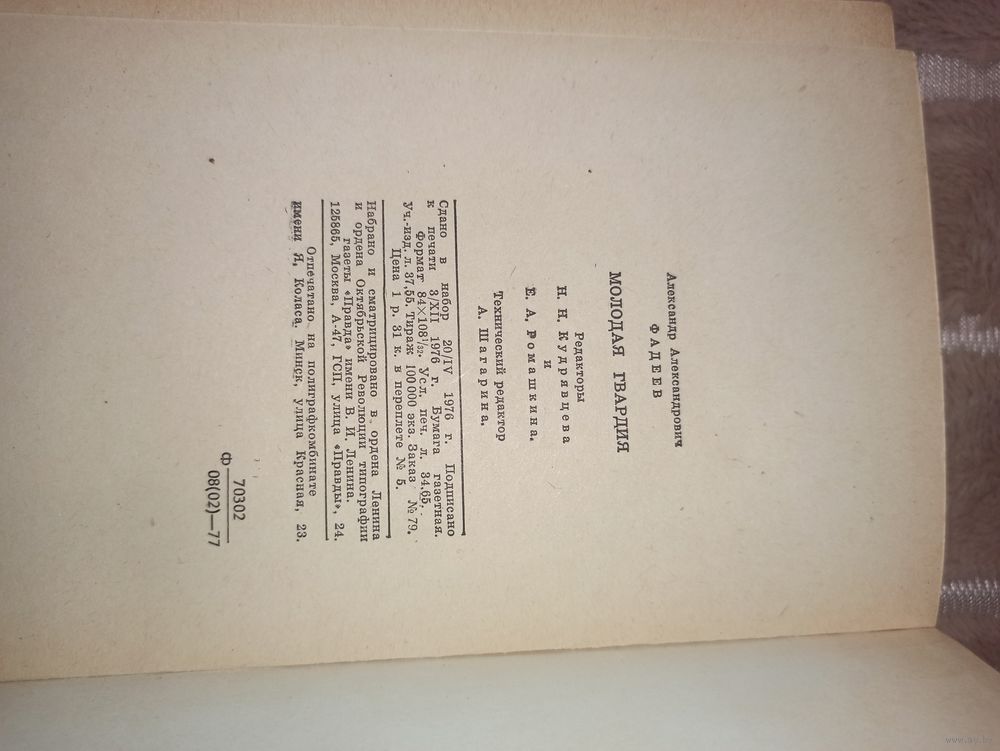 Александр Александрович
ФАДЕЕВ
МОЛОДАЯ ГВАРДИЯ
Редакторы
Н. Н. Кудрявцева
и
Е. А. Ромашкина.
Технический редактор
А. Шагарина.
Сдано в набор 20/IV 1976 г. Подписано
к печати 3/XII 1976 г. Бумага газетная.
Формат 84×108¹/₃₂. Усл. печ. л. 34,65.
Уч.-изд. л. 37,55. Тираж 100 000 экз. Заказ № 79.
Цена 1 р. 31 к. в переплете № 5.
Набрано и сматрицировано в ордена Ленина
и ордена Октябрьской Революции типографии
газеты «Правда» имени В. И. Ленина.
125865, Москва, А-47, ГСП, улица «Правды», 24.
Отпечатано на полиграфкомбинате
имени Я. Коласа. Минск, улица Красная, 23.
Ф 70302
08(02)—77
www.ay.by